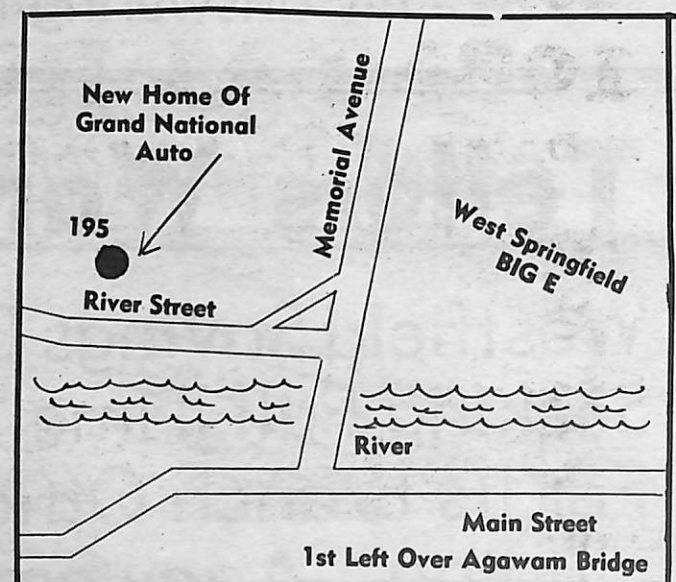 New Home Of
Grand National
Auto
195
River Street
Memorial Avenue
West Springfield
BIG E
River
Main Street
1st Left Over Agawam Bridge